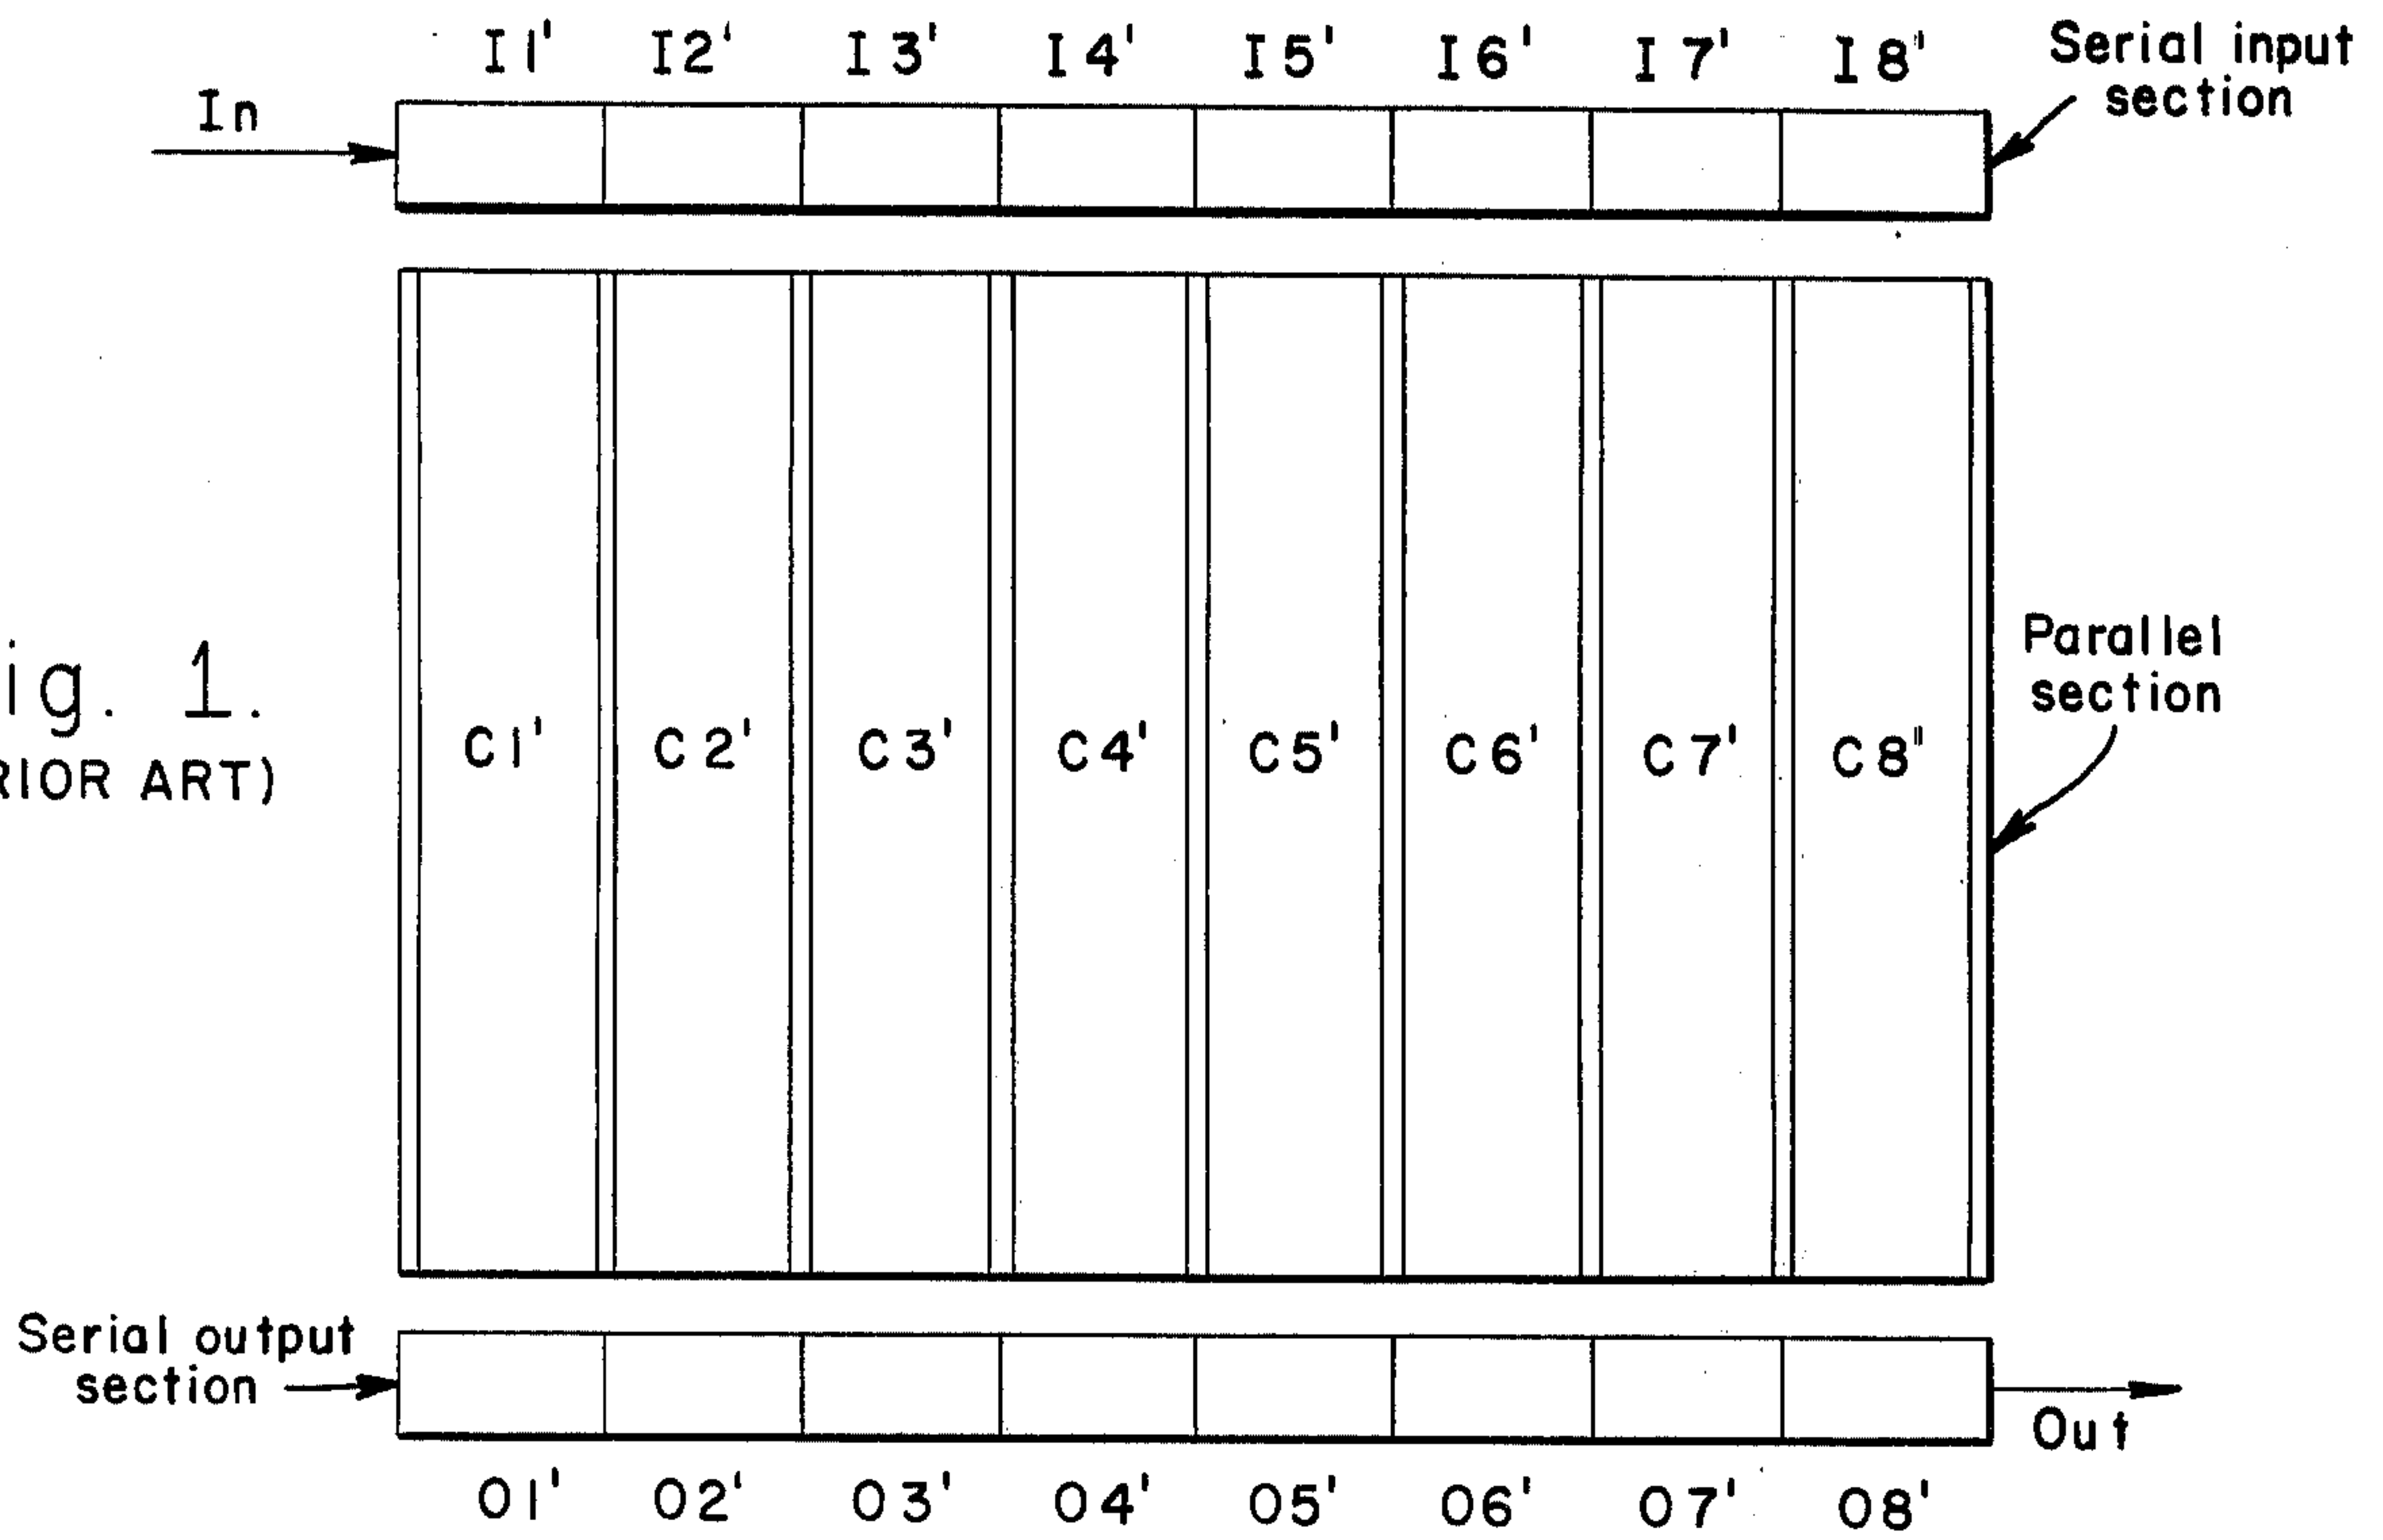 I1' I2' I3' I4' I5' I6' I7' I8"
Serial input
section
In
Parallel
section
ig. 1.
RIOR ART)
C1' C2' C3' C4' C5' C6' C7' C8"
Serial output
section
Out
O1' O2' O3' O4' O5' O6' O7' O8'